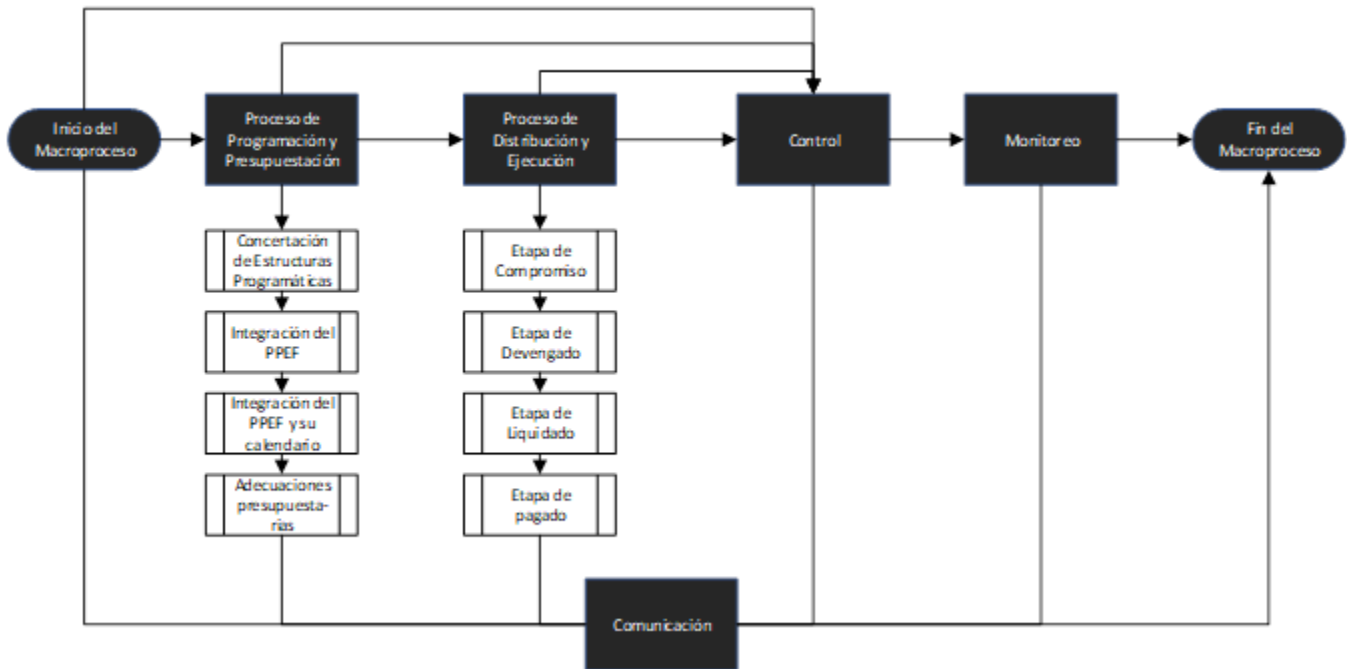 Inicio del
Macroproceso
Proceso de
Programación y
Presupuestación
Proceso de
Distribución y
Ejecución
Control
Monitoreo
Fin del
Macroproceso
Concertación
de Estructuras
Programáticas
Integración del
PPEF
Integración del
PPEF y su
calendario
Adecuaciones
presupuesta-
rias
Etapa de
Compromiso
Etapa de
Devengado
Etapa de
Liquidado
Etapa de
pagado
Comunicación